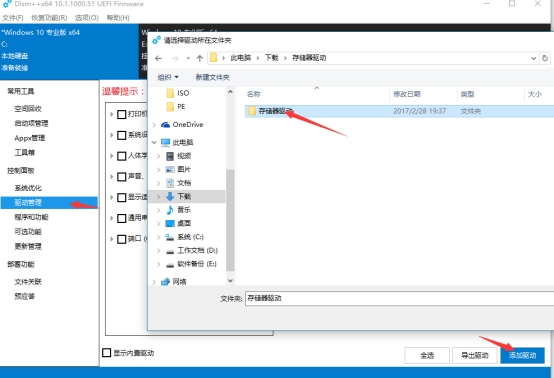 Dism++x64 10.1.1000.51 UEFI Firmware
文件(F) 恢复功能(R) 选项(O) 帮助(H)
*Windows 10 专业版 x64
C:
本地硬盘
准备就绪
常用工具
空间回收
启动项管理
Appx管理
工具箱
控制面板
系统优化
驱动管理
程序和功能
可选功能
更新管理
部署功能
文件关联
预应答
温馨提示:
打印机
系统设
人体学
声音、
显示适
通用串
端口 (
显示内置驱动
全选
导出驱动
添加驱动
请选择驱动所在文件夹
此电脑 > 下载 > 存储器驱动
组织
新建文件夹
ISO
PE
OneDrive
此电脑
视频
图片
文档
下载
音乐
桌面
系统 (C:)
工作文档 (D:)
软件备份 (E:)
网络
名称 修改日期 类型 大小
存储器驱动 2017/2/28 19:37 文件夹
文件夹: 存储器驱动